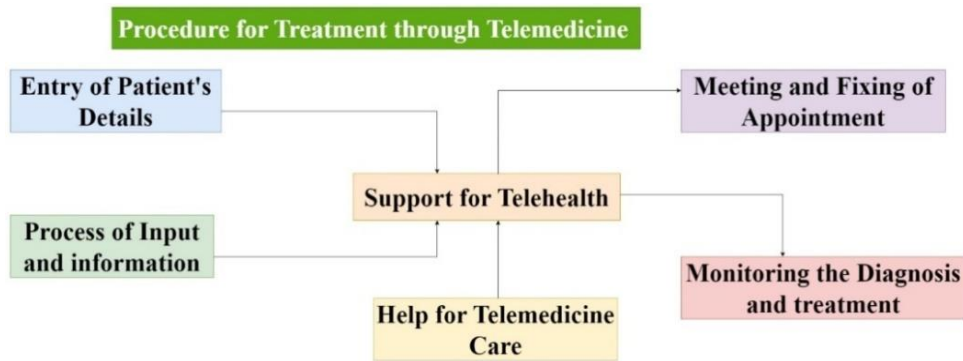 Procedure for Treatment through Telemedicine
Entry of Patient's
Details
Meeting and Fixing of
Appointment
Support for Telehealth
Process of Input
and information
Monitoring the Diagnosis
and treatment
Help for Telemedicine
Care